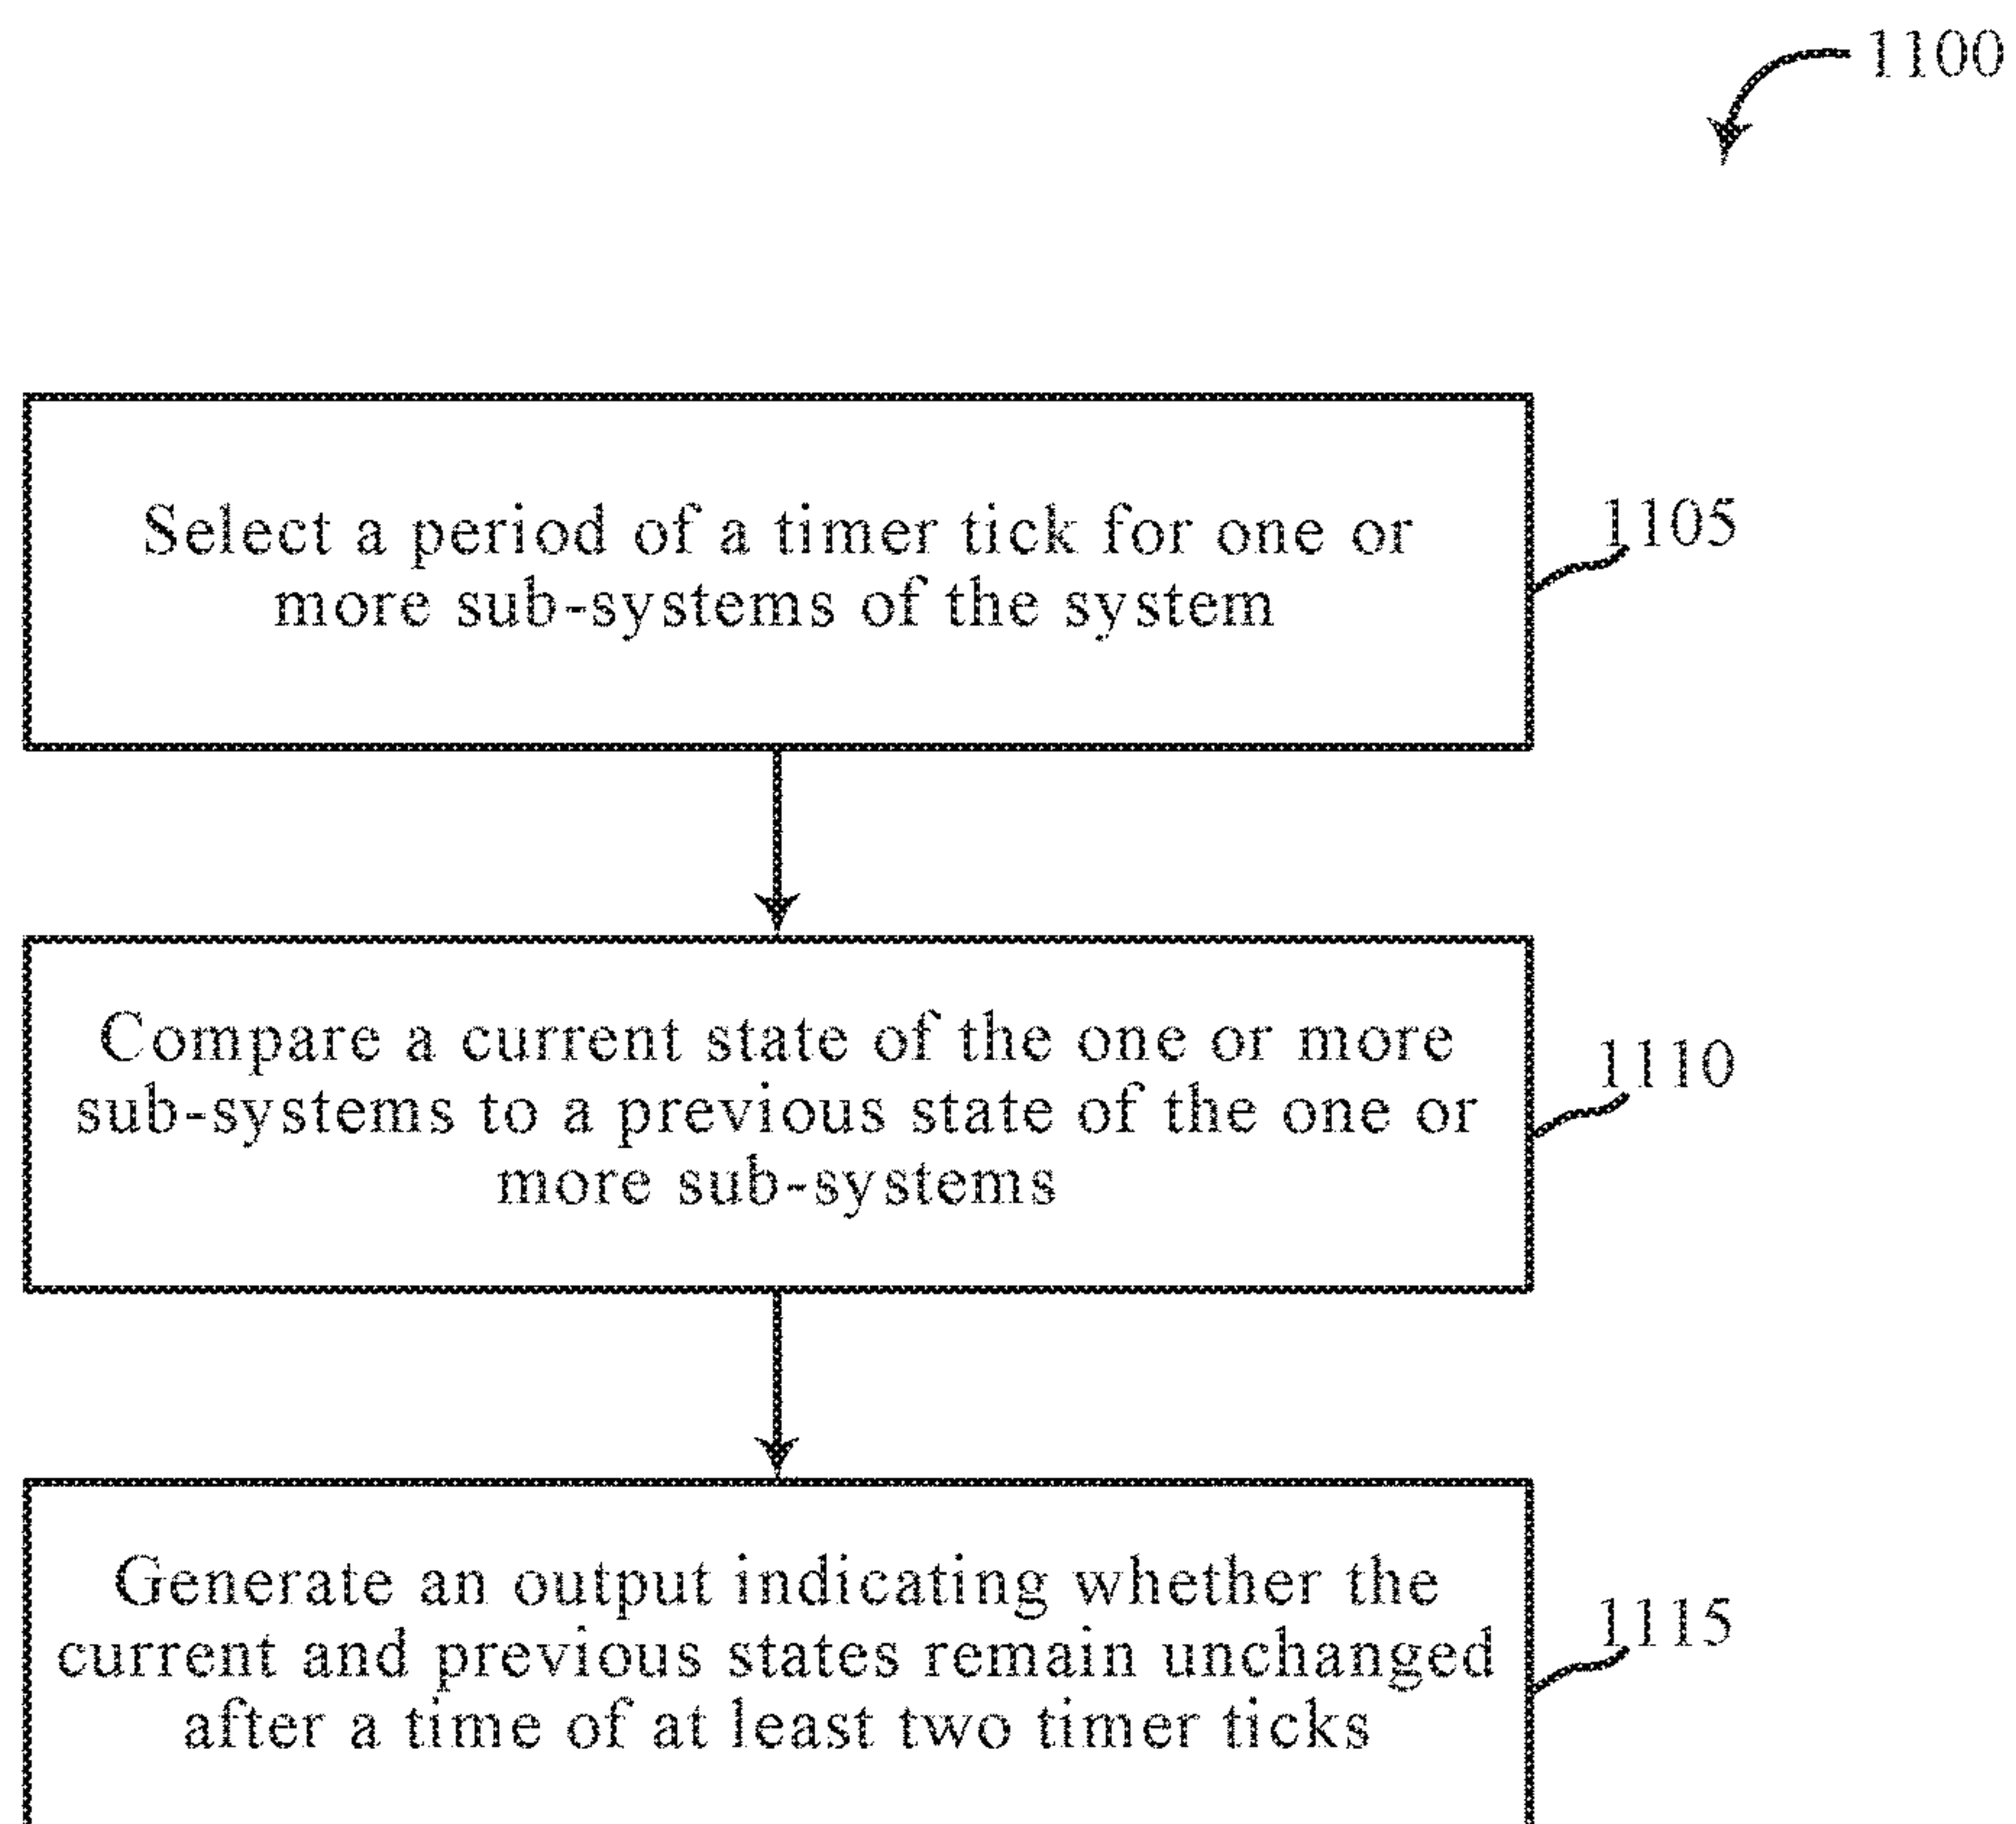 1100
Select a period of a timer tick for one or
more sub-systems of the system
1105
Compare a current state of the one or more
sub-systems to a previous state of the one or
more sub-systems
1110
Generate an output indicating whether the
current and previous states remain unchanged
after a time of at least two timer ticks
1115